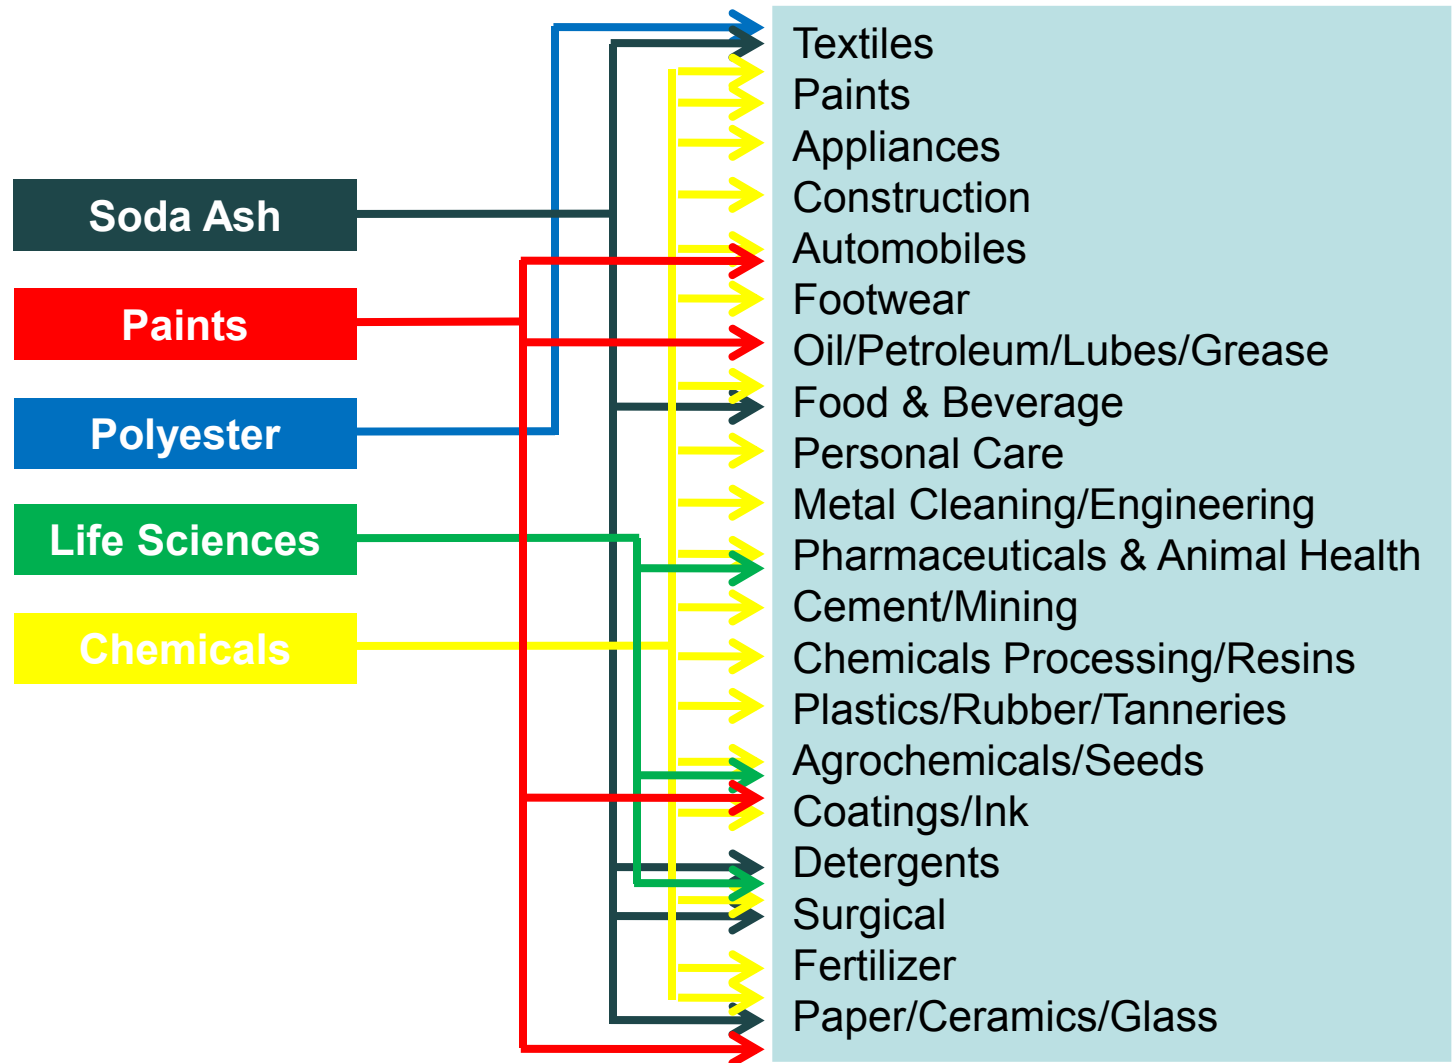 Soda Ash
Paints
Polyester
Life Sciences
Chemicals
Textiles
Paints
Appliances
Construction
Automobiles
Footwear
Oil/Petroleum/Lubes/Grease
Food & Beverage
Personal Care
Metal Cleaning/Engineering
Pharmaceuticals & Animal Health
Cement/Mining
Chemicals Processing/Resins
Plastics/Rubber/Tanneries
Agrochemicals/Seeds
Coatings/Ink
Detergents
Surgical
Fertilizer
Paper/Ceramics/Glass